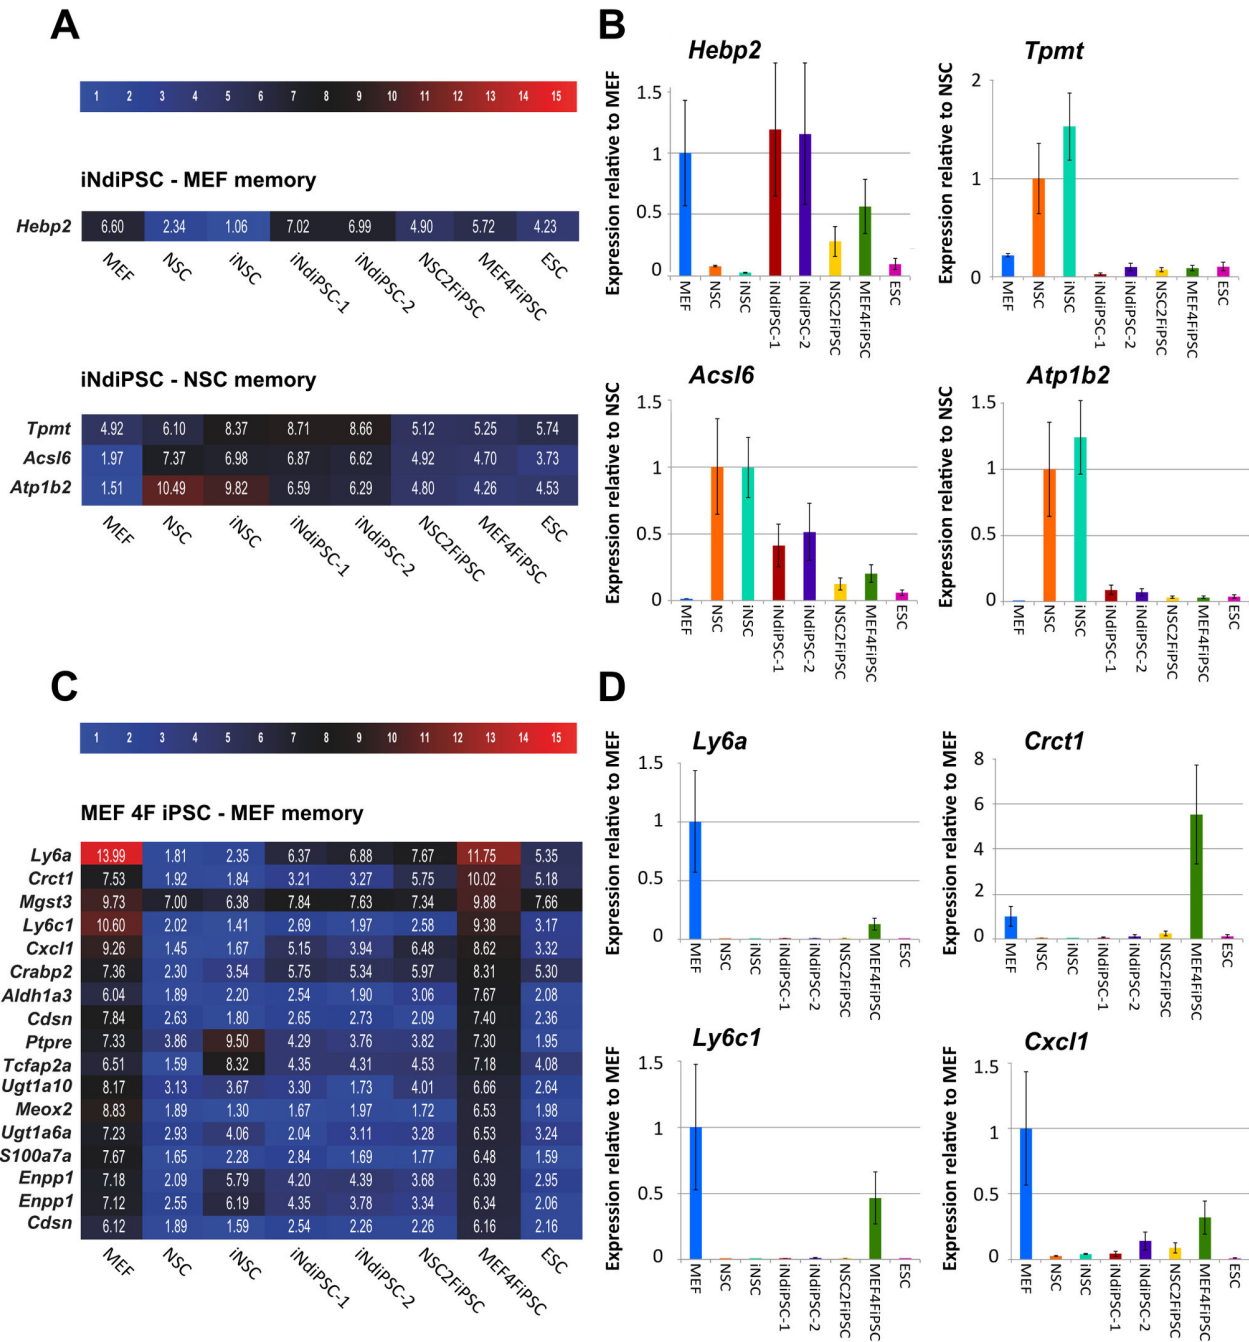 A
1 2 3 4 5 6 7 8 9 10 11 12 13 14 15
iNdiPSC - MEF memory
Hebp2 6.60 2.34 1.06 7.02 6.99 4.90 5.72 4.23
MEF NSC iNSC iNdiPSC-1 iNdiPSC-2 NSC2FiPSC MEF4FiPSC ESC
iNdiPSC - NSC memory
Tpmt 4.92 6.10 8.37 8.71 8.66 5.12 5.25 5.74
Acsl6 1.97 7.37 6.98 6.87 6.62 4.92 4.70 3.73
Atp1b2 1.51 10.49 9.82 6.59 6.29 4.80 4.26 4.53
MEF NSC iNSC iNdiPSC-1 iNdiPSC-2 NSC2FiPSC MEF4FiPSC ESC
B
Hebp2
Expression relative to MEF
1.5
1
0.5
0
MEF NSC iNSC iNdiPSC-1 iNdiPSC-2 NSC2FiPSC MEF4FiPSC ESC
Tpmt
Expression relative to NSC
2
1
0
MEF NSC iNSC iNdiPSC-1 iNdiPSC-2 NSC2FiPSC MEF4FiPSC ESC
Acsl6
Expression relative to NSC
1.5
1
0.5
0
MEF NSC iNSC iNdiPSC-1 iNdiPSC-2 NSC2FiPSC MEF4FiPSC ESC
Atp1b2
Expression relative to NSC
1.5
1
0.5
0
MEF NSC iNSC iNdiPSC-1 iNdiPSC-2 NSC2FiPSC MEF4FiPSC ESC
C
1 2 3 4 5 6 7 8 9 10 11 12 13 14 15
MEF 4F iPSC - MEF memory
Ly6a 13.99 1.81 2.35 6.37 6.88 7.67 11.75 5.35
Crct1 7.53 1.92 1.84 3.21 3.27 5.75 10.02 5.18
Mgst3 9.73 7.00 6.38 7.84 7.63 7.34 9.88 7.66
Ly6c1 10.60 2.02 1.41 2.69 1.97 2.58 9.38 3.17
Cxcl1 9.26 1.45 1.67 5.15 3.94 6.48 8.62 3.32
Crabp2 7.36 2.30 3.54 5.75 5.34 5.97 8.31 5.30
Aldh1a3 6.04 1.89 2.20 2.54 1.90 3.06 7.67 2.08
Cdsn 7.84 2.63 1.80 2.65 2.73 2.09 7.40 2.36
Ptpre 7.33 3.86 9.50 4.29 3.76 3.82 7.30 1.95
Tcfap2a 6.51 1.59 8.32 4.35 4.31 4.53 7.18 4.08
Ugt1a10 8.17 3.13 3.67 3.30 1.73 4.01 6.66 2.64
Meox2 8.83 1.89 1.30 1.67 1.97 1.72 6.53 1.98
Ugt1a6a 7.23 2.93 4.06 2.04 3.11 3.28 6.53 3.24
S100a7a 7.67 1.65 2.28 2.84 1.69 1.77 6.48 1.59
Enpp1 7.18 2.09 5.79 4.20 4.39 3.68 6.39 2.95
Enpp1 7.12 2.55 6.19 4.35 3.78 3.34 6.34 2.06
Cdsn 6.12 1.89 1.59 2.54 2.26 2.26 6.16 2.16
MEF NSC iNSC iNdiPSC-1 iNdiPSC-2 NSC2FiPSC MEF4FiPSC ESC
D
Ly6a
Expression relative to MEF
1.5
1
0.5
0
MEF NSC iNSC iNdiPSC-1 iNdiPSC-2 NSC2FiPSC MEF4FiPSC ESC
Crct1
Expression relative to MEF
8
6
4
2
0
MEF NSC iNSC iNdiPSC-1 iNdiPSC-2 NSC2FiPSC MEF4FiPSC ESC
Ly6c1
Expression relative to MEF
1.5
1
0.5
0
MEF NSC iNSC iNdiPSC-1 iNdiPSC-2 NSC2FiPSC MEF4FiPSC ESC
Cxcl1
Expression relative to MEF
1.5
1
0.5
0
MEF NSC iNSC iNdiPSC-1 iNdiPSC-2 NSC2FiPSC MEF4FiPSC ESC